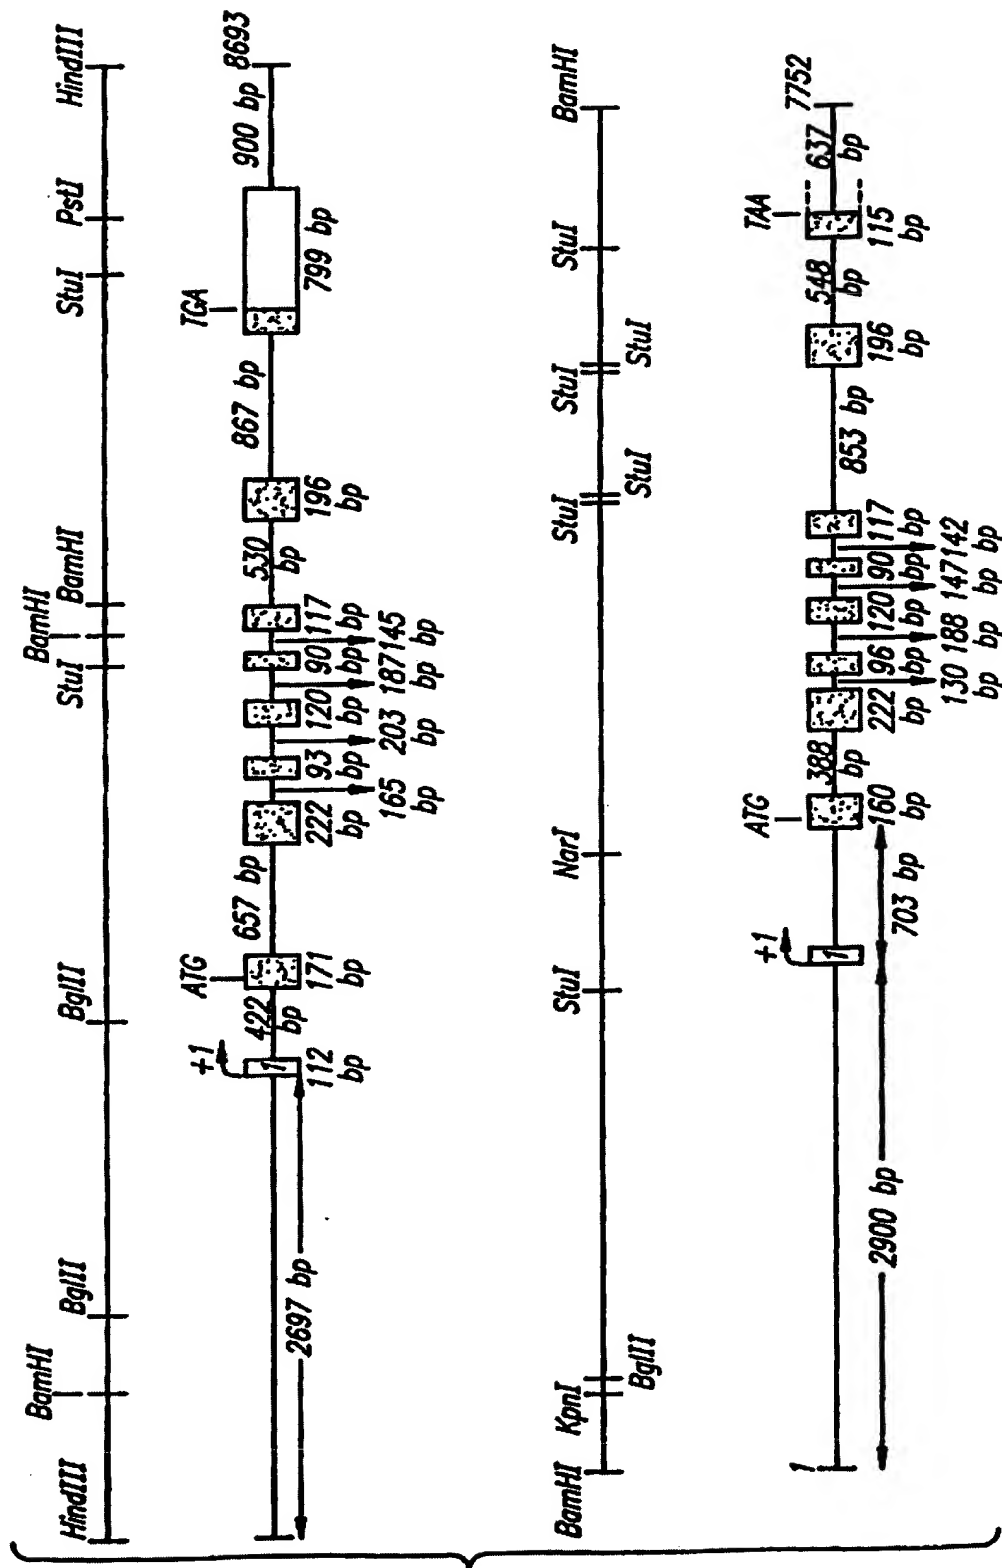 HindIII
BamHI
BglII
BglII
StuI
BamHI
BamHI
StuI
PstI
HindIII
+1
ATG
TGA
2697 bp
112 bp
422 bp
171 bp
657 bp
222 bp
165 bp
93 bp
203 bp
120 bp
187 bp
90 bp
145 bp
117 bp
530 bp
196 bp
867 bp
799 bp
900 bp
8693
1
BamHI
KpnI
BglII
StuI
NarI
StuI
StuI
StuI
StuI
StuI
BamHI
+1
ATG
TAA
1
2900 bp
1
703 bp
160 bp
388 bp
222 bp
130 bp
96 bp
188 bp
120 bp
147 bp
90 bp
142 bp
117 bp
853 bp
196 bp
548 bp
115 bp
637 bp
7752